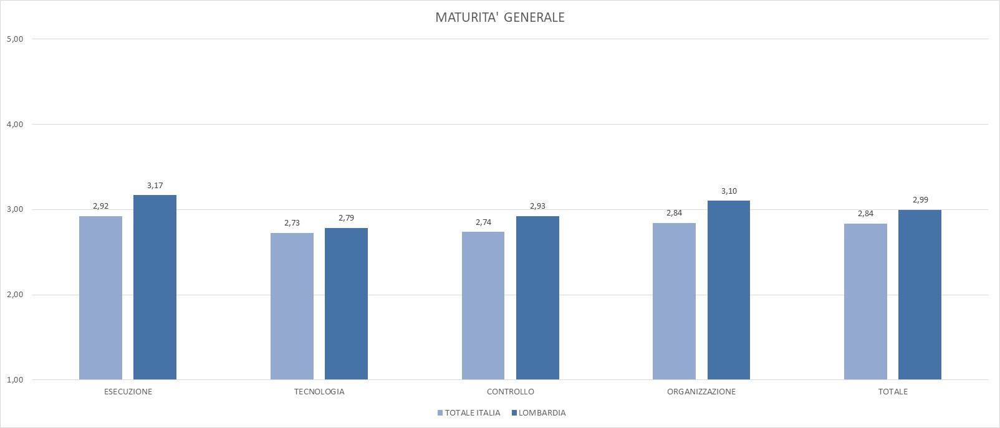 MATURITA' GENERALE
5,00
4,00
3,00
2,00
1,00
2,92
3,17
2,73
2,79
2,74
2,93
2,84
3,10
2,84
2,99
ESECUZIONE
TECNOLOGIA
CONTROLLO
ORGANIZZAZIONE
TOTALE
TOTALE ITALIA
LOMBARDIA